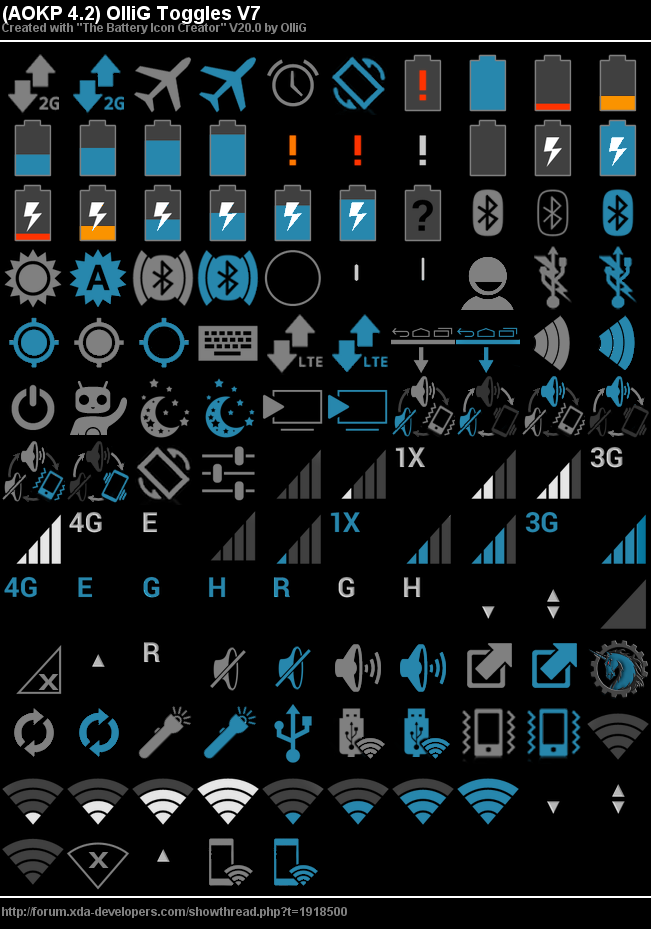 (AOKP 4.2) OlliG Toggles V7
Created with "The Battery Icon Creator" V20.0 by OlliG
2G 2G !
! ! !
?
A
LTE LTE
1X 3G
4G E 1X 3G
4G E G H R G H
X R
X
http://forum.xda-developers.com/showthread.php?t=1918500